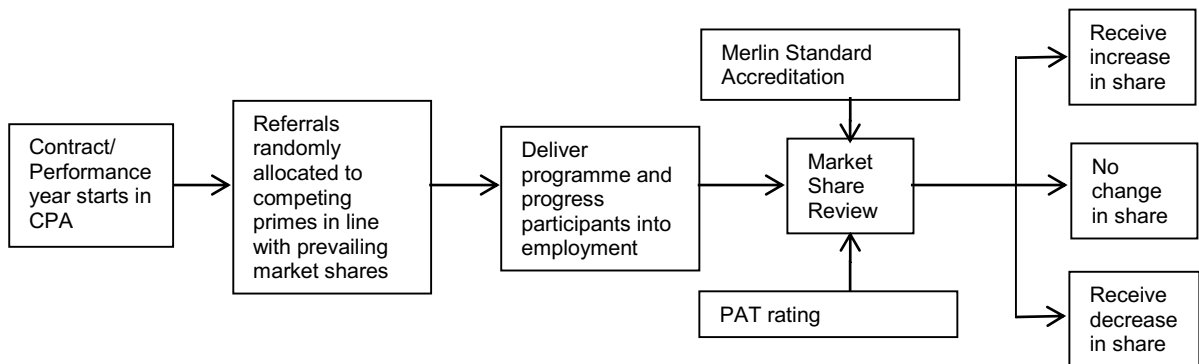 Contract/
Performance
year starts in
CPA
Referrals
randomly
allocated to
competing
primes in line
with prevailing
market shares
Deliver
programme and
progress
participants into
employment
Merlin Standard
Accreditation
Market
Share
Review
PAT rating
Receive
increase
in share
No
change
in share
Receive
decrease
in share